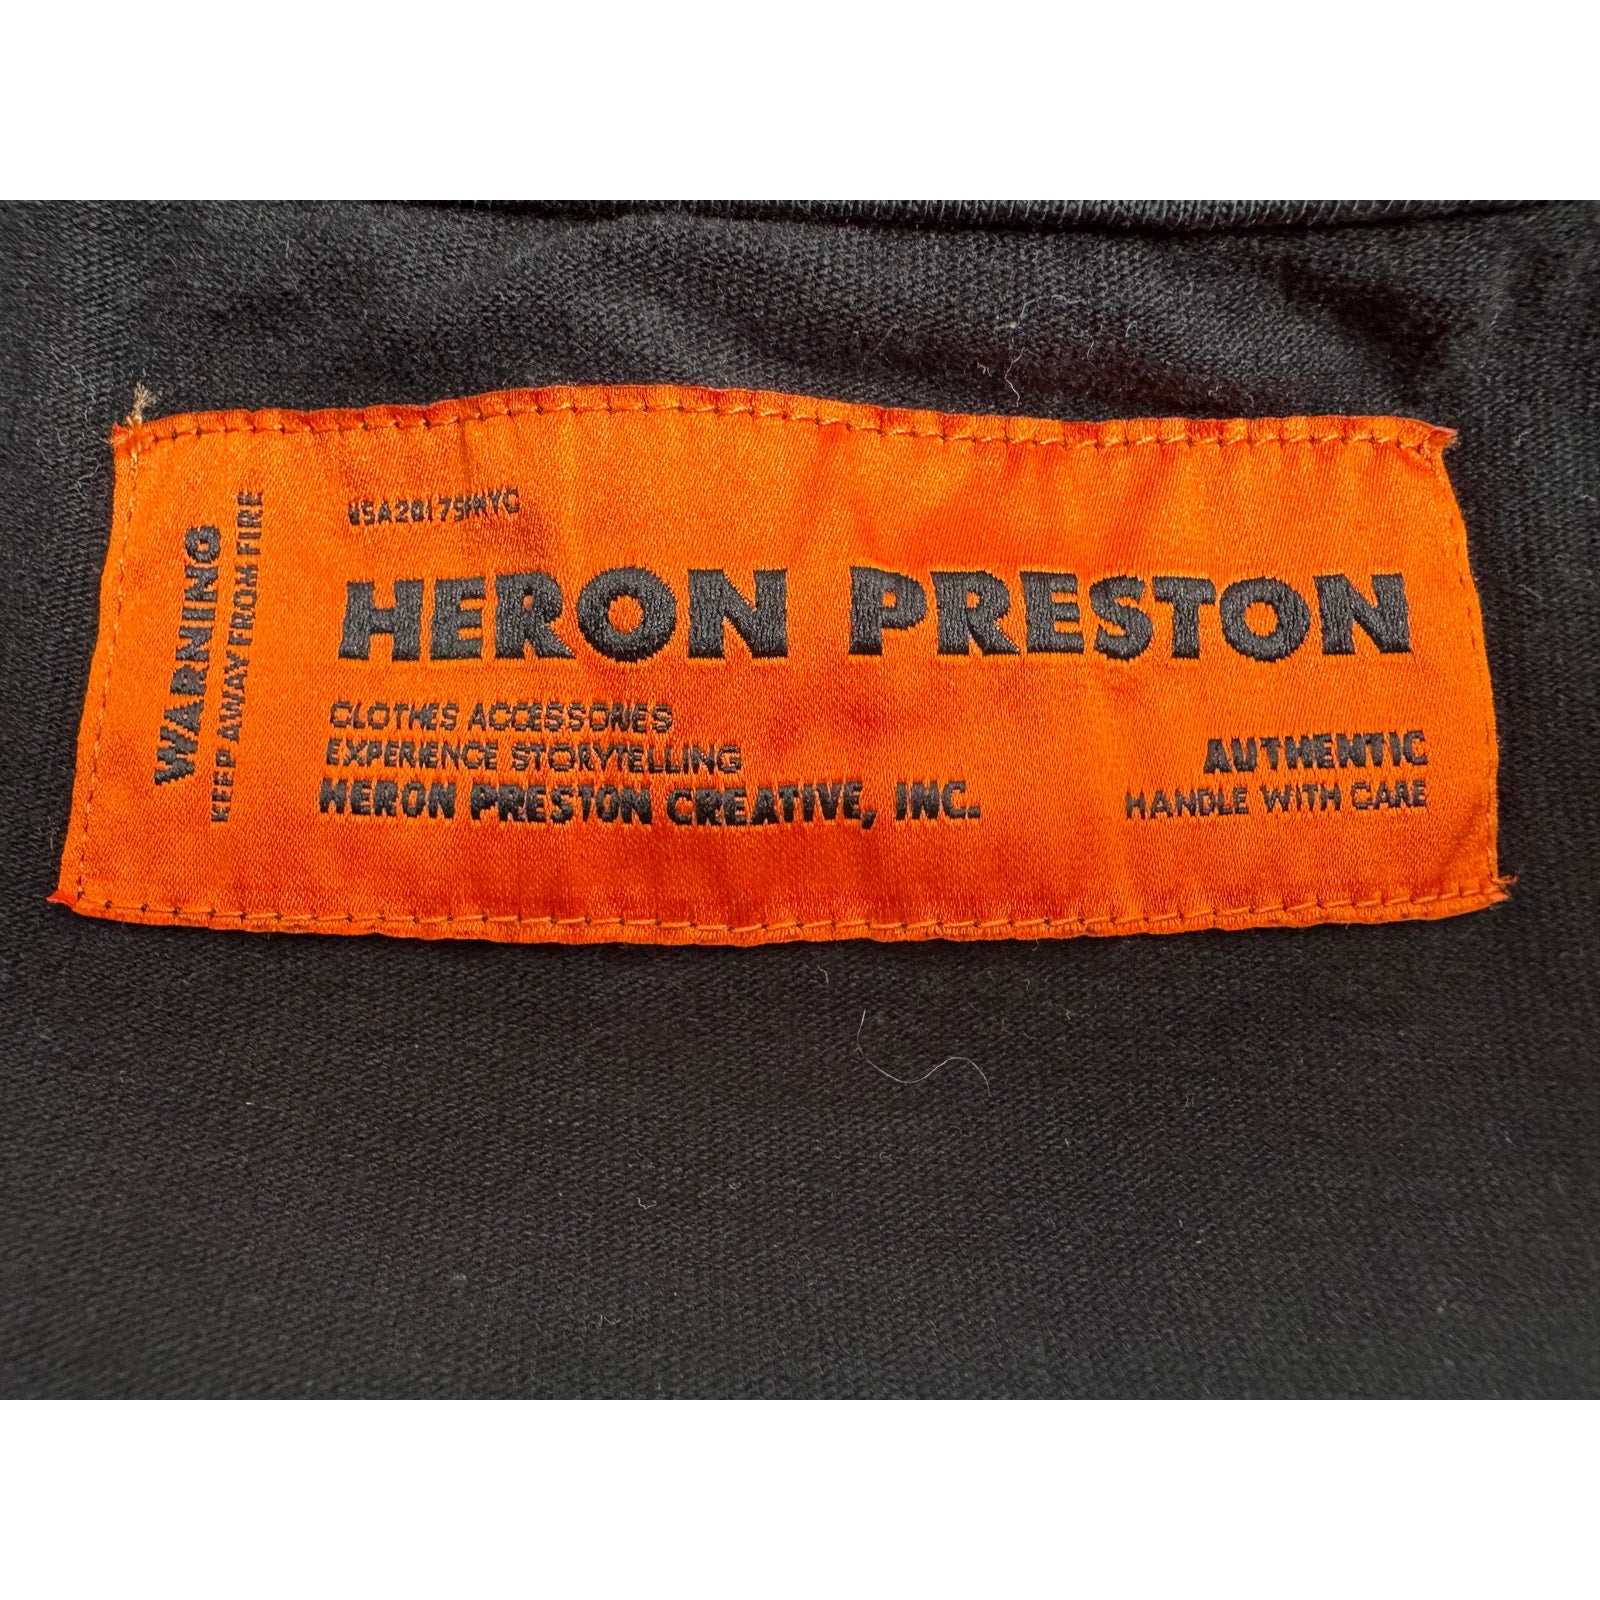 WARNING
KEEP AWAY FROM FIRE
HERON PRESTON
CLOTHES ACCESSORIES
EXPERIENCE STORYTELLING
HERON PRESTON CREATIVE, INC.
AUTHENTIC
HANDLE WITH CARE